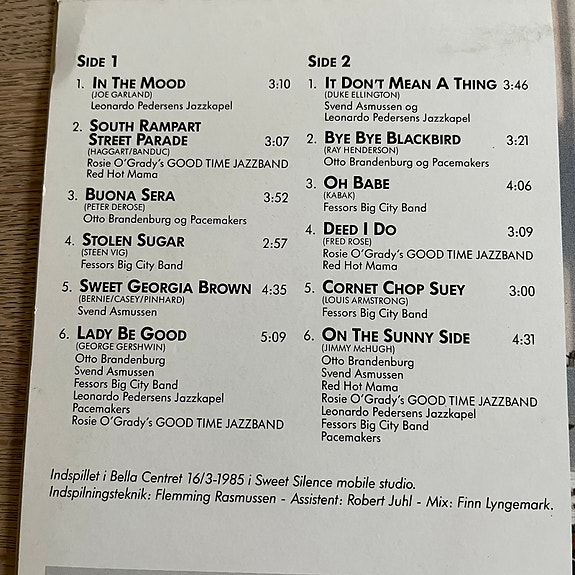 SIDE 1
1. IN THE MOOD 3:10
(JOE GARLAND)
Leonardo Pedersens Jazzkapel
2. SOUTH RAMPART
STREET PARADE 3:07
(HAGGART/BANDUC)
Rosie O'Grady's GOOD TIME JAZZBAND
Red Hot Mama
3. BUONA SERA 3:52
(PETER DEROSE)
Otto Brandenburg og Pacemakers
4. STOLEN SUGAR 2:57
(STEEN VIG)
Fessors Big City Band
5. SWEET GEORGIA BROWN 4:35
(BERNIE/CASEY/PINHARD)
Svend Asmussen
6. LADY BE GOOD 5:09
(GEORGE GERSHWIN)
Otto Brandenburg
Svend Asmussen
Fessors Big City Band
Leonardo Pedersens Jazzkapel
Pacemakers
Rosie O'Grady's GOOD TIME JAZZBAND
SIDE 2
1. IT DON'T MEAN A THING 3:46
(DUKE ELLINGTON)
Svend Asmussen og
Leonardo Pedersens Jazzkapel
2. BYE BYE BLACKBIRD 3:21
(RAY HENDERSON)
Otto Brandenburg og Pacemakers
3. OH BABE 4:06
(KABAK)
Fessors Big City Band
4. DEED I DO 3:09
(FRED ROSE)
Rosie O'Grady's GOOD TIME JAZZBAND
Red Hot Mama
5. CORNET CHOP SUEY 3:00
(LOUIS ARMSTRONG)
Fessors Big City Band
6. ON THE SUNNY SIDE 4:31
(JIMMY McHUGH)
Otto Brandenburg
Svend Asmussen
Red Hot Mama
Rosie O'Grady's GOOD TIME JAZZBAND
Leonardo Pedersens Jazzkapel
Fessors Big City Band
Pacemakers
Indspillet i Bella Centret 16/3-1985 i Sweet Silence mobile studio.
Indspilningsteknik: Flemming Rasmussen - Assistent: Robert Juhl - Mix: Finn Lyngemark.